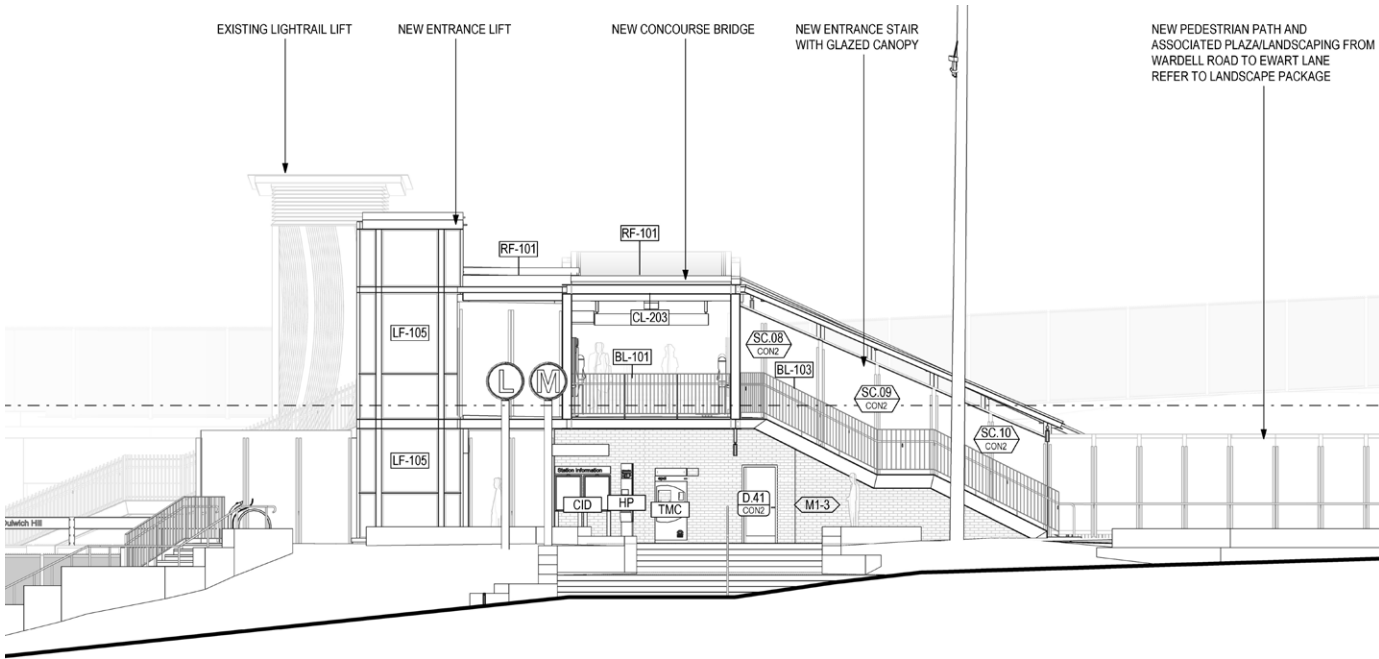 EXISTING LIGHTRAIL LIFT
NEW ENTRANCE LIFT
NEW CONCOURSE BRIDGE
NEW ENTRANCE STAIR
WITH GLAZED CANOPY
NEW PEDESTRIAN PATH AND
ASSOCIATED PLAZA/LANDSCAPING FROM
WARDELL ROAD TO EWART LANE
REFER TO LANDSCAPE PACKAGE
RF-101
RF-101
CL-203
LF-105
SC.08
CON2
BL-101
BL-103
L
M
SC.09
CON2
SC.10
CON2
LF-105
Station Information
CID
HP
TMC
D.41
CON2
M1-3
Dulwich Hill